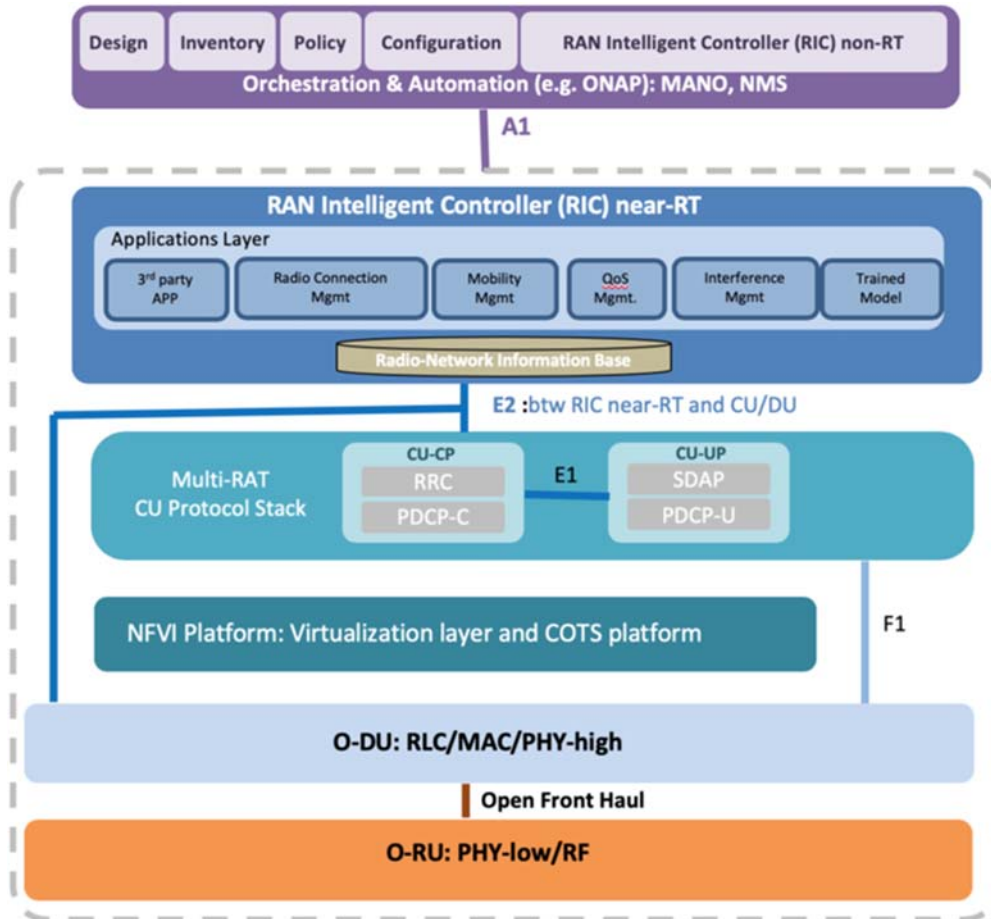 Design Inventory Policy Configuration RAN Intelligent Controller (RIC) non-RT
Orchestration & Automation (e.g. ONAP): MANO, NMS
A1
RAN Intelligent Controller (RIC) near-RT
Applications Layer
3rd party
APP
Radio Connection
Mgmt
Mobility
Mgmt
QoS
Mgmt.
Interference
Mgmt
Trained
Model
Radio-Network Information Base
E2 :btw RIC near-RT and CU/DU
Multi-RAT
CU Protocol Stack
CU-CP
RRC
PDCP-C
E1
CU-UP
SDAP
PDCP-U
NFVI Platform: Virtualization layer and COTS platform
F1
O-DU: RLC/MAC/PHY-high
Open Front Haul
O-RU: PHY-low/RF